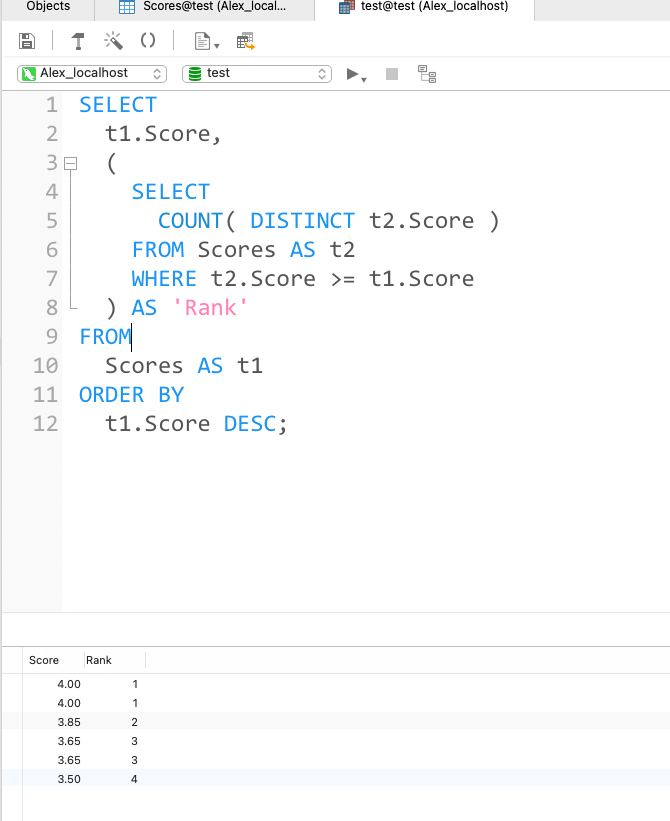 Objects Scores@test (Alex_local... test@test (Alex_localhost)
Alex_localhost test
1 SELECT
2 t1.Score,
3 (
4 SELECT
5 COUNT( DISTINCT t2.Score )
6 FROM Scores AS t2
7 WHERE t2.Score >= t1.Score
8 ) AS 'Rank'
9 FROM
10 Scores AS t1
11 ORDER BY
12 t1.Score DESC;
Score Rank
4.00 1
4.00 1
3.85 2
3.65 3
3.65 3
3.50 4